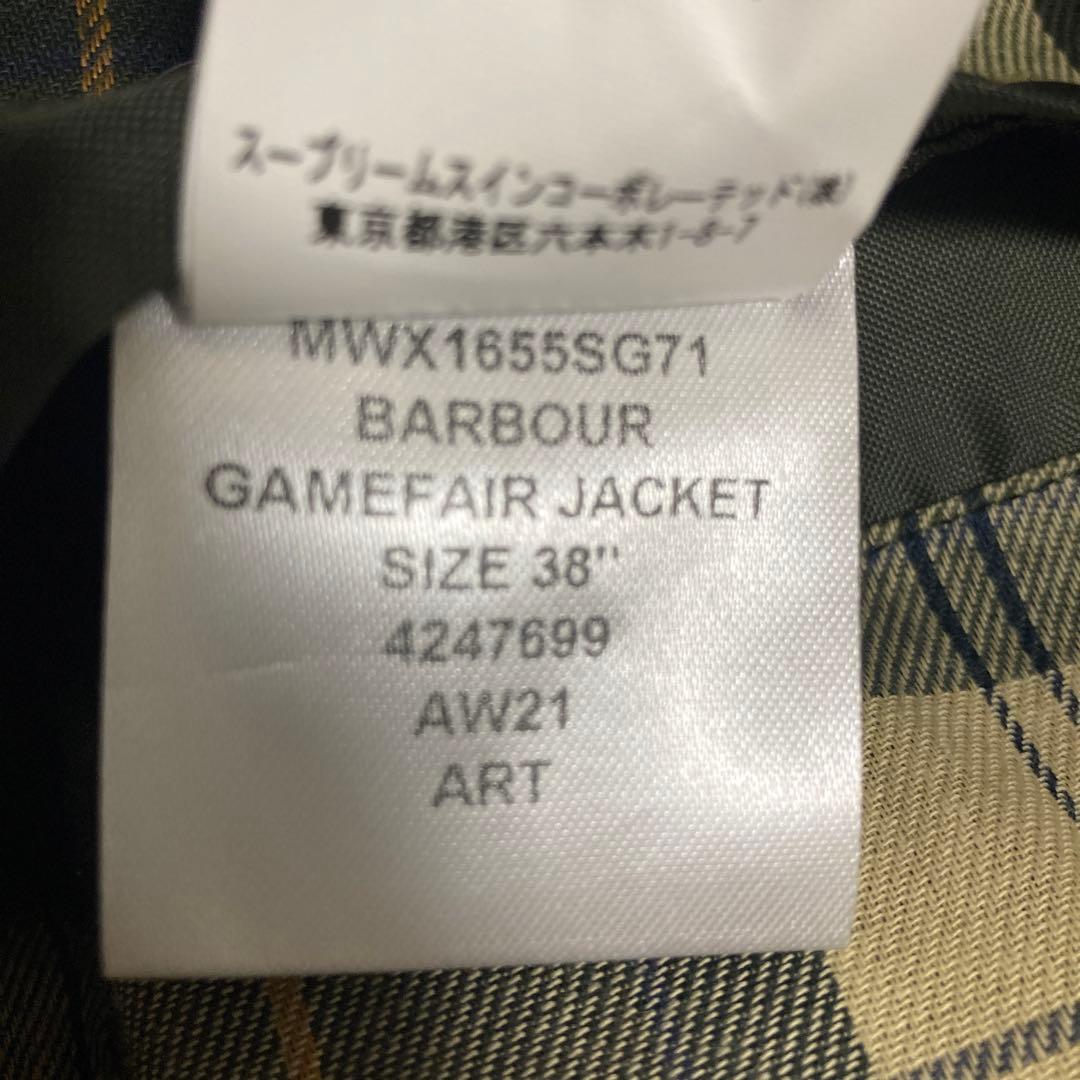 スープリームスインコーポレーテッド(株)
東京都港区六本木1-8-7
MWX1655SG71
BARBOUR
GAMEFAIR JACKET
SIZE 38"
4247699
AW21
ART